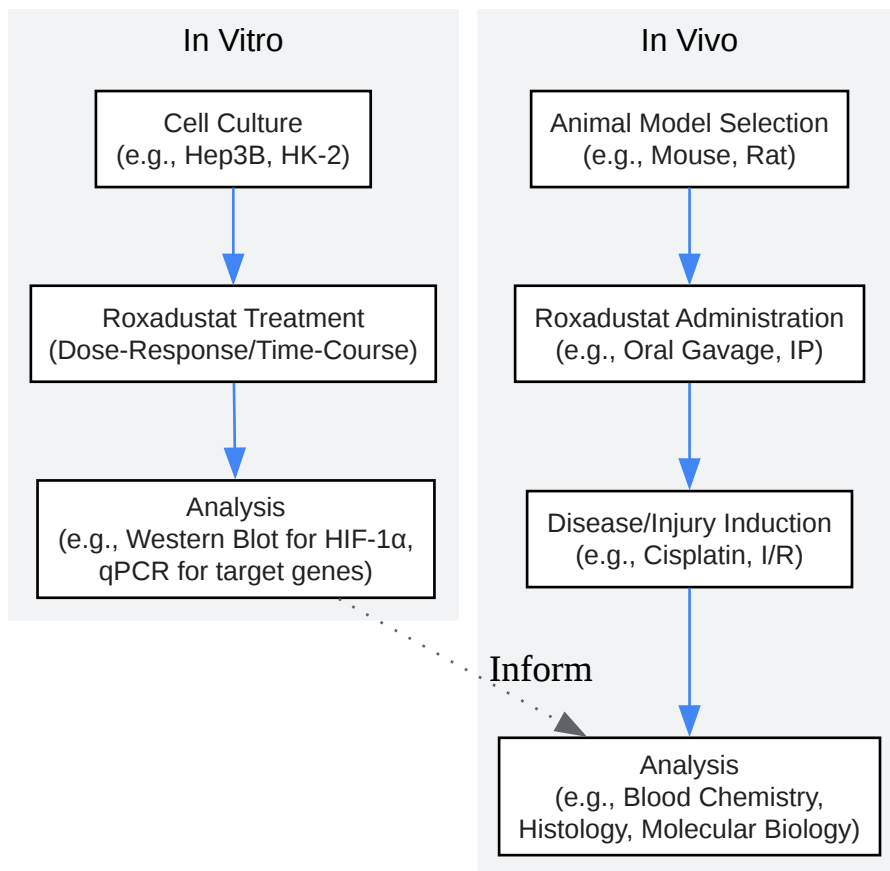 In Vitro
Cell Culture
(e.g., Hep3B, HK-2)
Roxadustat Treatment
(Dose-Response/Time-Course)
Analysis
(e.g., Western Blot for HIF-1α,
qPCR for target genes)
Inform
In Vivo
Animal Model Selection
(e.g., Mouse, Rat)
Roxadustat Administration
(e.g., Oral Gavage, IP)
Disease/Injury Induction
(e.g., Cisplatin, I/R)
Analysis
(e.g., Blood Chemistry,
Histology, Molecular Biology)